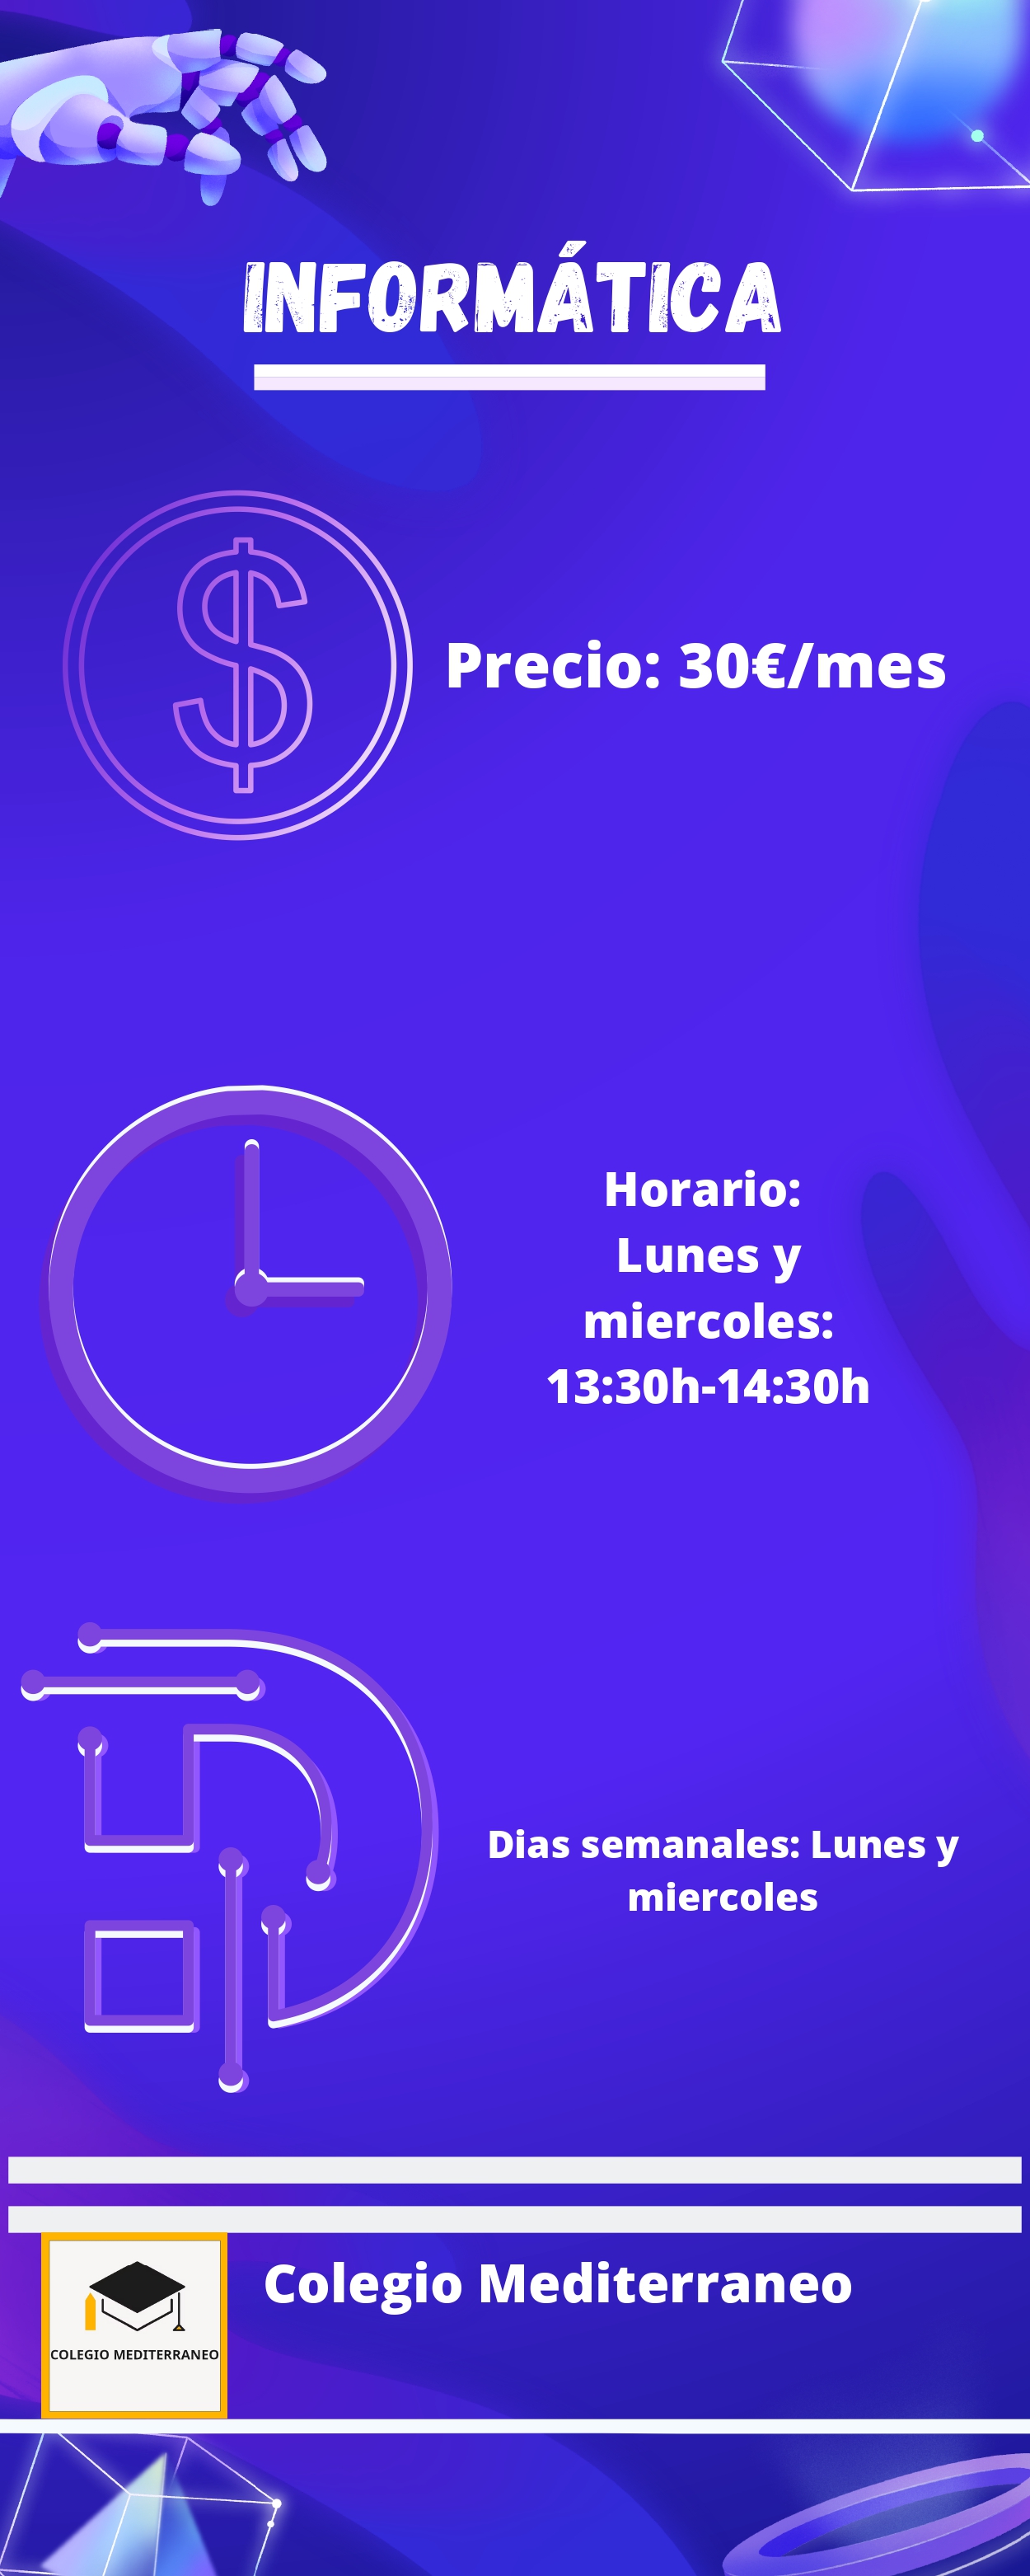 INFORMÁTICA
Precio: 30€/mes
Horario:
Lunes y
miercoles:
13:30h-14:30h
Dias semanales: Lunes y
miercoles
Colegio Mediterraneo
COLEGIO MEDITERRANEO